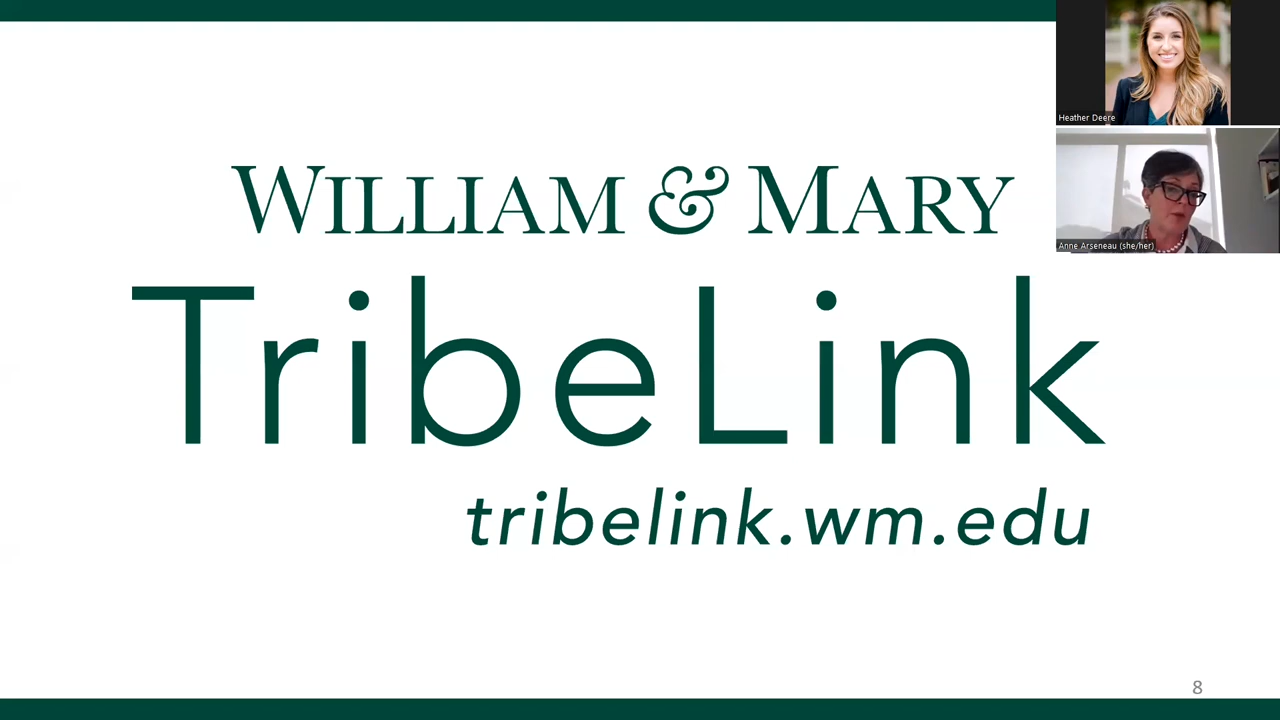 WILLIAM & MARY
TribeLink
tribelink.wm.edu
8
Heather Deere
Anne Arseneau (she/her)